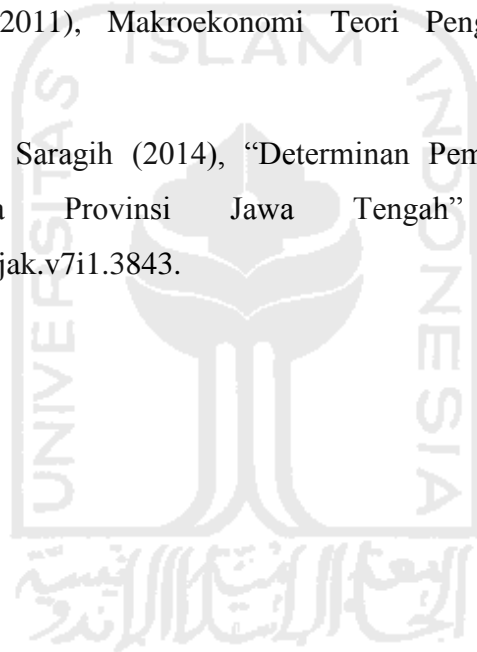 2011), Makroekonomi Teori Peng
Saragih (2014), “Determinan Pem
Provinsi Jawa Tengah”
jak.v7i1.3843.
ISLAM
UNIVERSITAS
INDONESIA